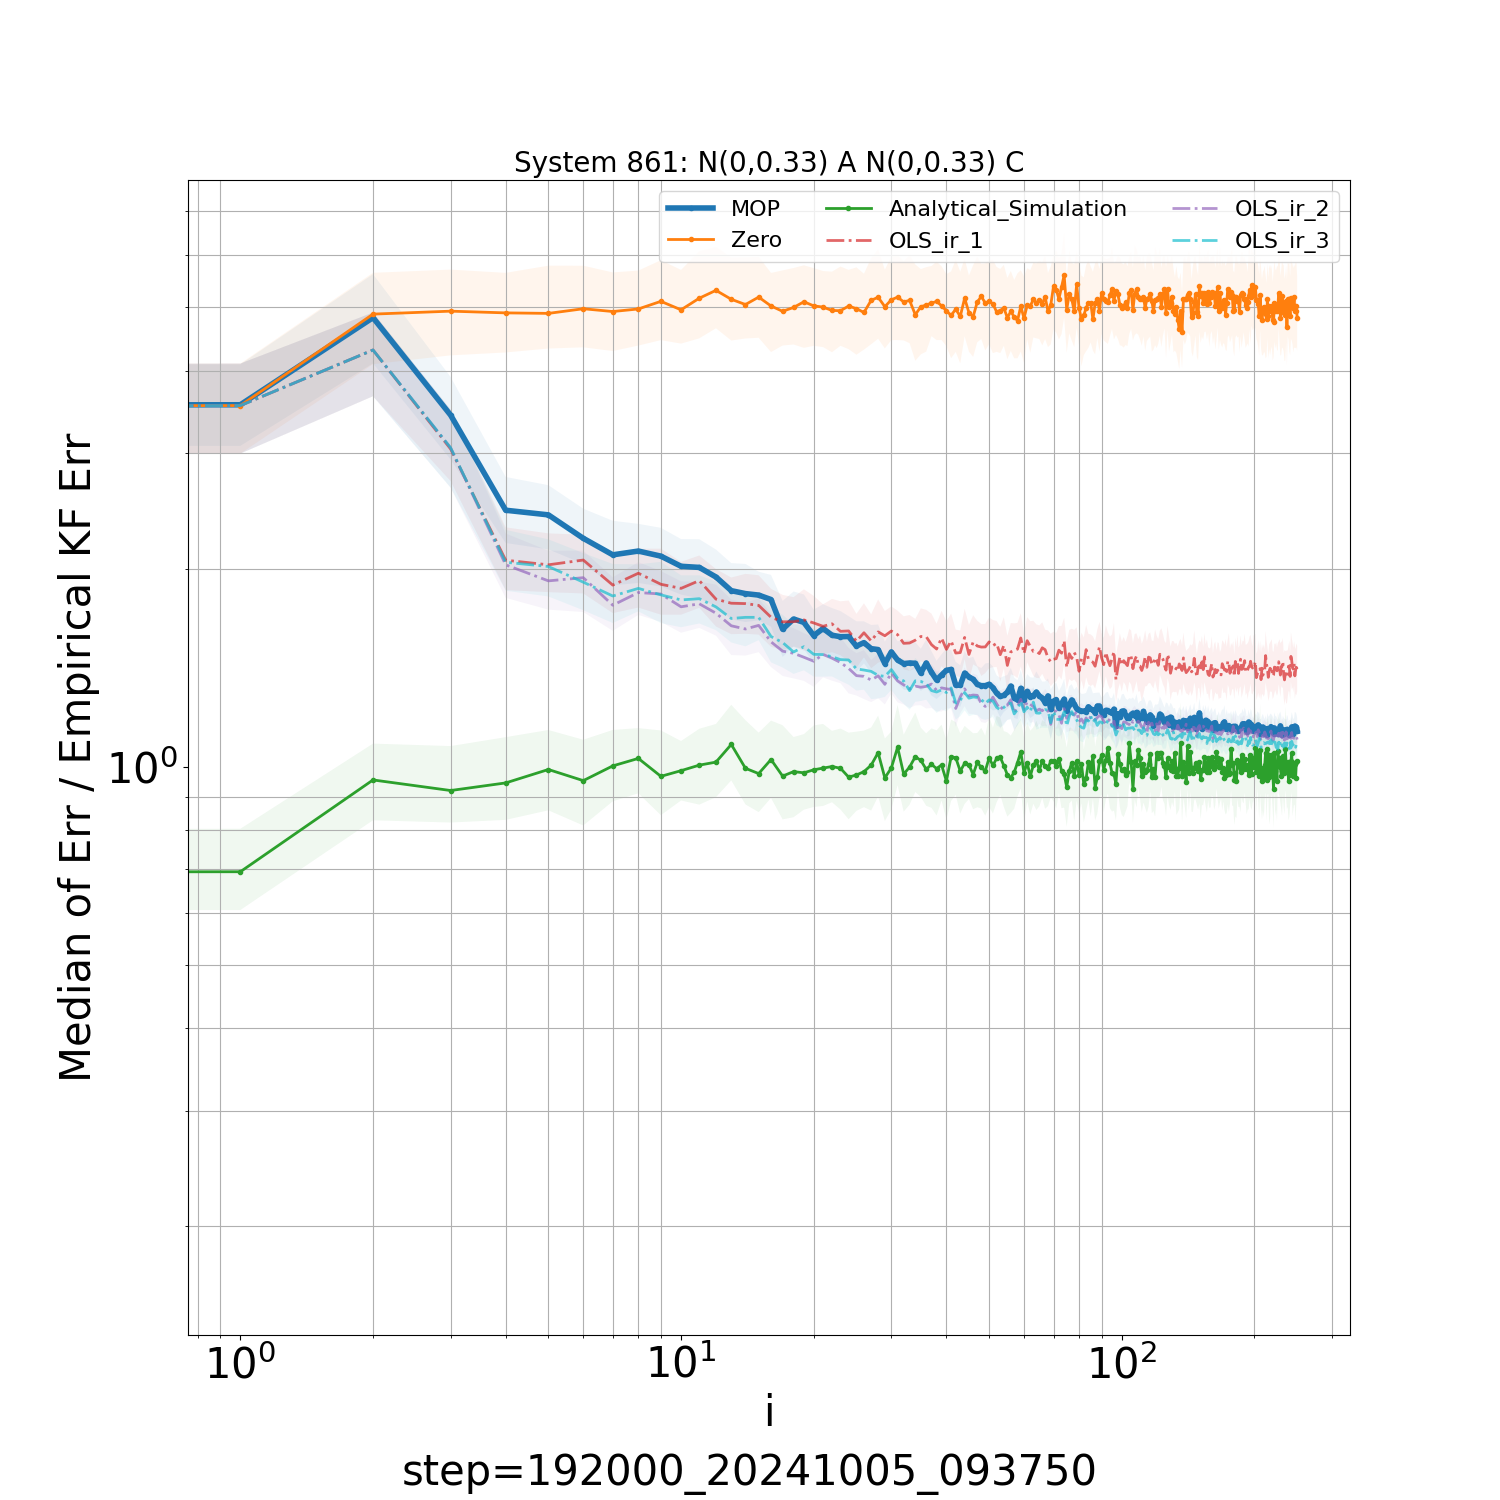 System 861: N(0,0.33) A N(0,0.33) C
MOP
Zero
Analytical_Simulation
OLS_ir_1
OLS_ir_2
OLS_ir_3
Median of Err / Empirical KF Err
10⁰
10⁰
10¹
10²
i
step=192000_20241005_093750